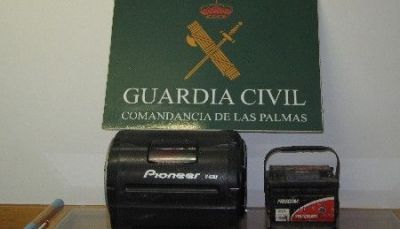 GUARDIA CIVIL
COMANDANCIA DE LAS PALMAS
Pioneer